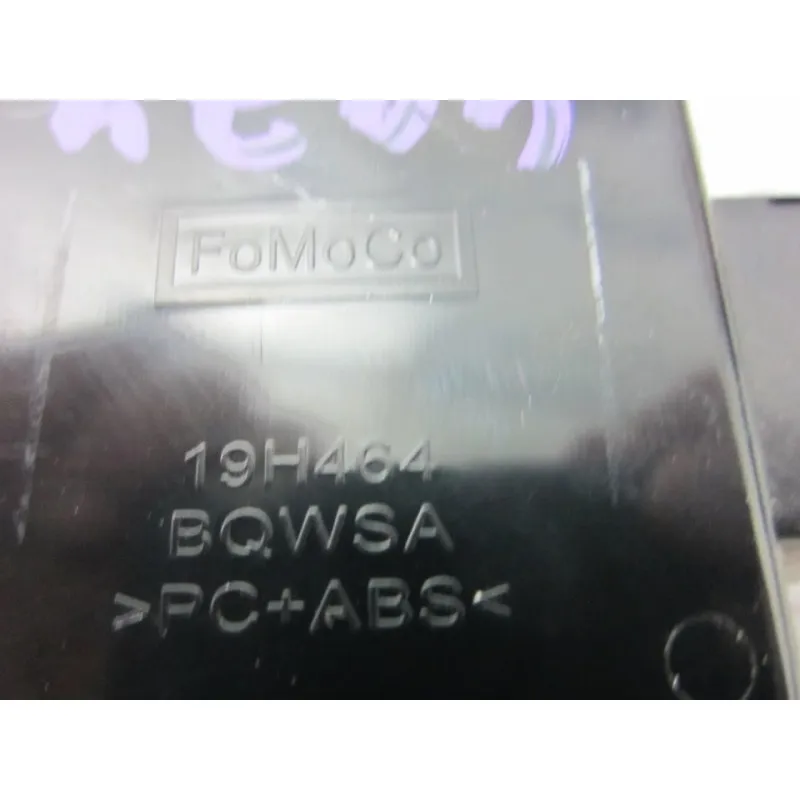 FoMoCo
19H464
BQWSA
>PC+ABS<